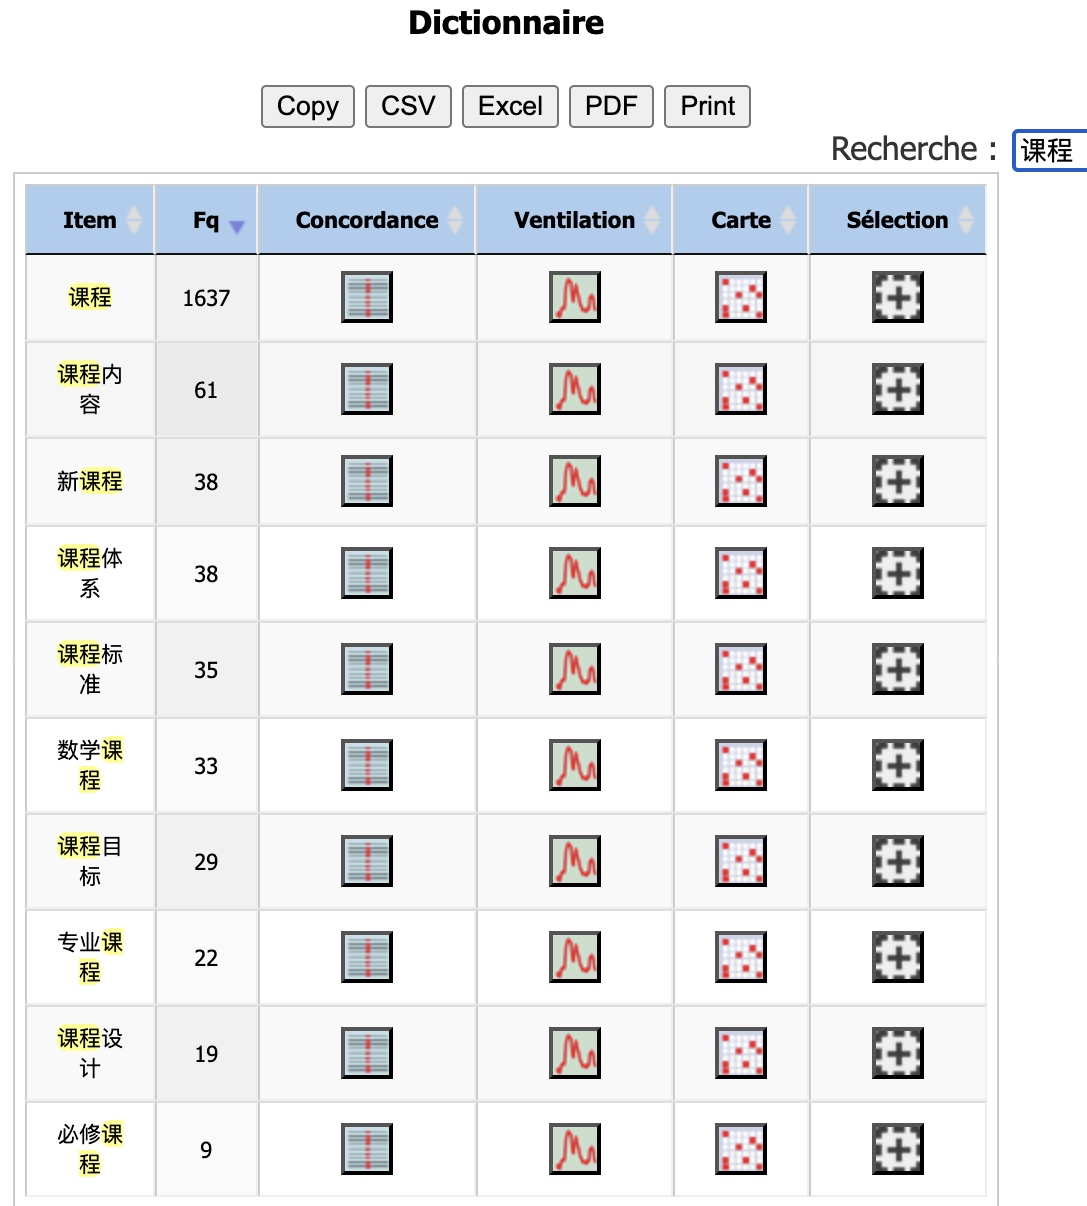 Dictionnaire
Copy CSV Excel PDF Print
Recherche : 课程
Item Fq Concordance Ventilation Carte Sélection
课程 1637
课程内
容 61
新课程 38
课程体
系 38
课程标
准 35
数学课
程 33
课程目
标 29
专业课
程 22
课程设
计 19
必修课
程 9